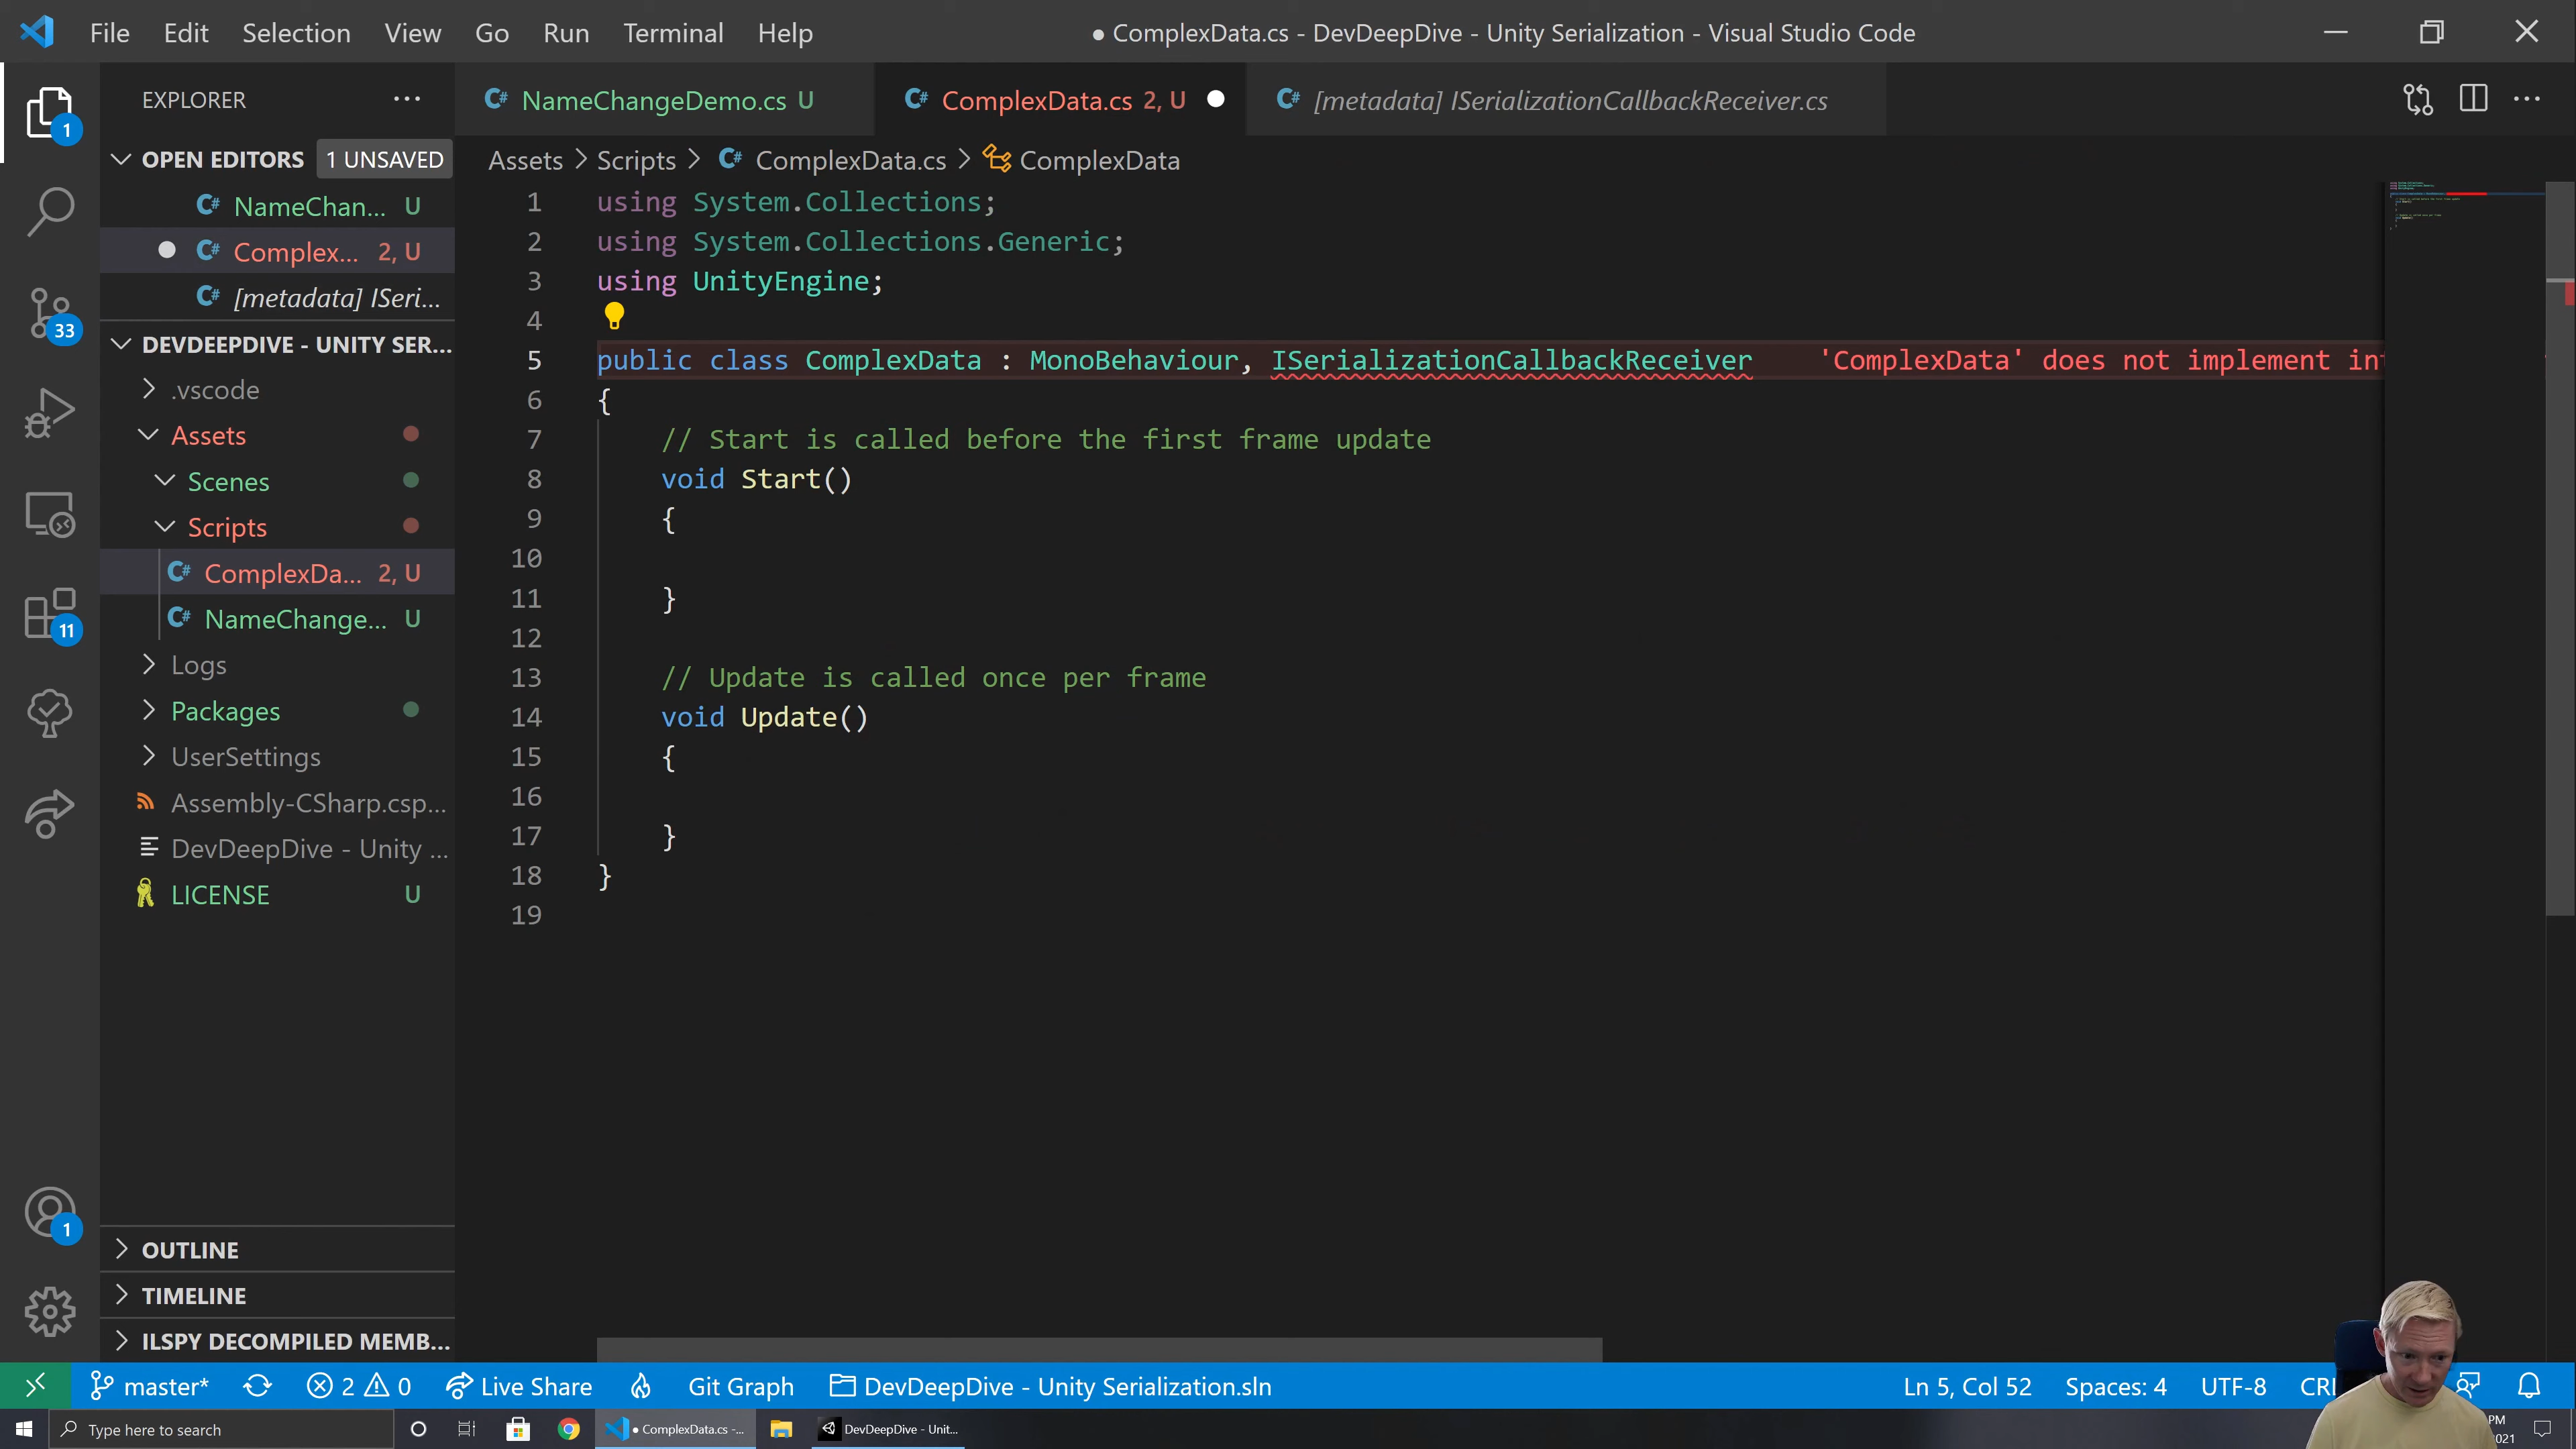 File Edit Selection View Go Run Terminal Help
● ComplexData.cs - DevDeepDive - Unity Serialization - Visual Studio Code
EXPLORER ...
NameChangeDemo.cs U
ComplexData.cs 2, U
[metadata] ISerializationCallbackReceiver.cs
OPEN EDITORS 1 UNSAVED
NameChan... U
Complex... 2, U
[metadata] ISeri...
DEVDEEPDIVE - UNITY SER...
.vscode
Assets
Scenes
Scripts
ComplexDa... 2, U
NameChange... U
Logs
Packages
UserSettings
Assembly-CSharp.csp...
DevDeepDive - Unity ...
LICENSE U
OUTLINE
TIMELINE
ILSPY DECOMPILED MEMB...
1
33
11
1
Assets > Scripts > ComplexData.cs > ComplexData
1 using System.Collections;
2 using System.Collections.Generic;
3 using UnityEngine;
4
5 public class ComplexData : MonoBehaviour, ISerializationCallbackReceiver 'ComplexData' does not implement int
6 {
7 // Start is called before the first frame update
8 void Start()
9 {
10
11 }
12
13 // Update is called once per frame
14 void Update()
15 {
16
17 }
18 }
19
master* 2 0 Live Share Git Graph DevDeepDive - Unity Serialization.sln Ln 5, Col 52 Spaces: 4 UTF-8
Type here to search
● ComplexData.cs -...
DevDeepDive - Unit...
PM